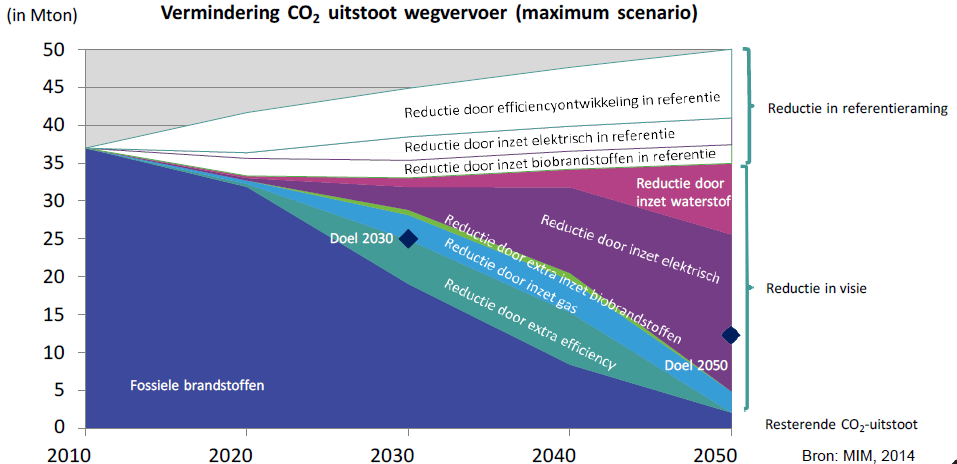 (in Mton)
Vermindering CO₂ uitstoot wegvervoer (maximum scenario)
50
45
40
35
30
25
20
15
10
5
0
2010
2020
2030
2040
2050
Reductie door efficiencyontwikkeling in referentie
Reductie door inzet elektrisch in referentie
Reductie door inzet biobrandstoffen in referentie
Reductie door
inzet waterstof
Reductie door inzet elektrisch
Reductie door extra inzet biobrandstoffen
Reductie door inzet gas
Reductie door extra efficiency
Doel 2030
Doel 2050
Fossiele brandstoffen
Reductie in referentieraming
Reductie in visie
Resterende CO₂-uitstoot
Bron: MIM, 2014